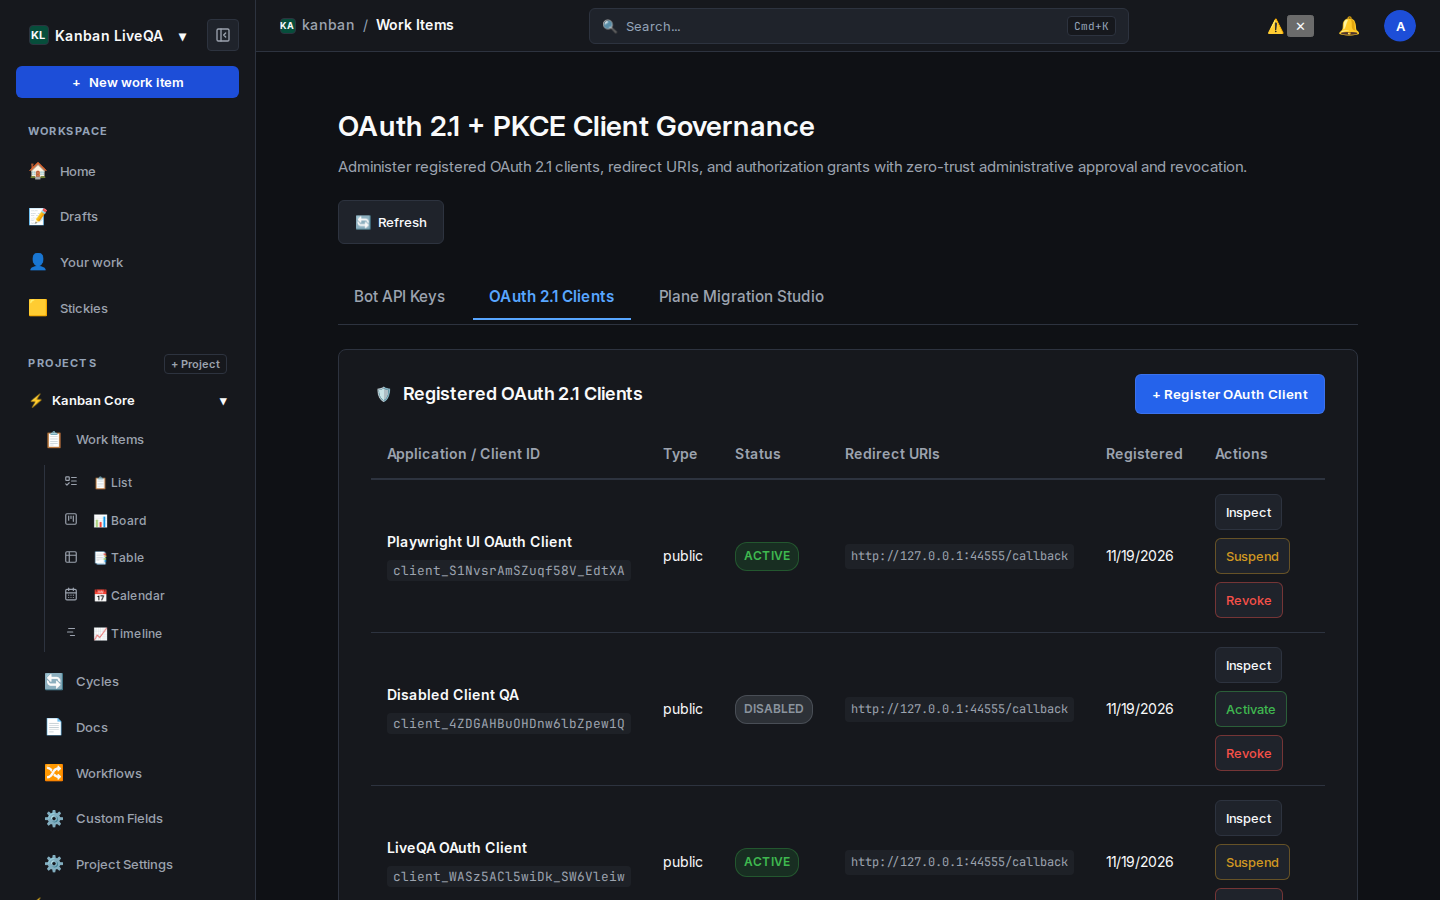 KL Kanban LiveQA ▾
+ New work item
WORKSPACE
Home
Drafts
Your work
Stickies
PROJECTS
+ Project
Kanban Core ▾
Work Items
List
Board
Table
Calendar
Timeline
Cycles
Docs
Workflows
Custom Fields
Project Settings
KA kanban / Work Items
Search...
Cmd+K
✕
A
OAuth 2.1 + PKCE Client Governance
Administer registered OAuth 2.1 clients, redirect URIs, and authorization grants with zero-trust administrative approval and revocation.
Refresh
Bot API Keys
OAuth 2.1 Clients
Plane Migration Studio
Registered OAuth 2.1 Clients
+ Register OAuth Client
Application / Client ID Type Status Redirect URIs Registered Actions
Playwright UI OAuth Client
client_S1NvsrAmSZuqf58V_EdtXA
public
ACTIVE
http://127.0.0.1:44555/callback
11/19/2026
Inspect
Suspend
Revoke
Disabled Client QA
client_4ZDGAHBuOHDnw6lbZpew1Q
public
DISABLED
http://127.0.0.1:44555/callback
11/19/2026
Inspect
Activate
Revoke
LiveQA OAuth Client
client_WASz5ACl5wiDk_SW6Vleiw
public
ACTIVE
http://127.0.0.1:44555/callback
11/19/2026
Inspect
Suspend